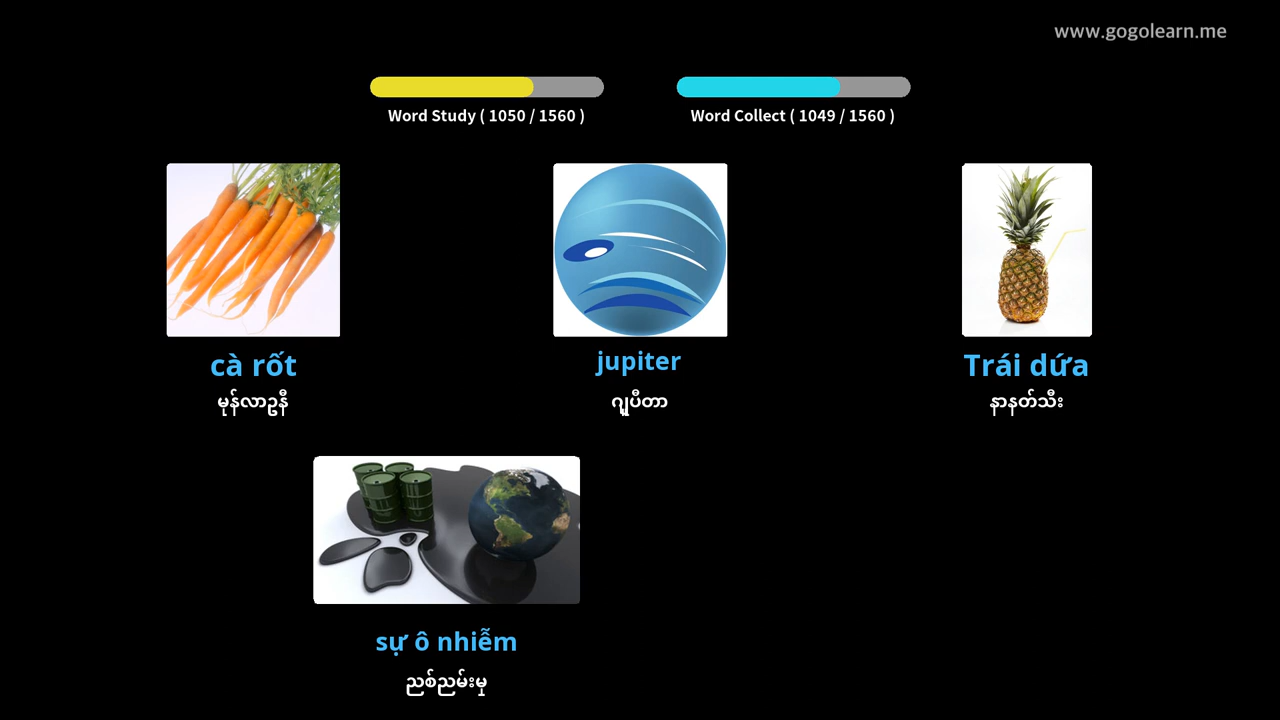 www.gogolearn.me
Word Study ( 1050 / 1560 )
Word Collect ( 1049 / 1560 )
cà rốt
jupiter
Trái dứa
မုန်လာဥနီ
ဂျူပီတာ
နာနတ်သီး
sự ô nhiễm
ညစ်ညမ်းမှု